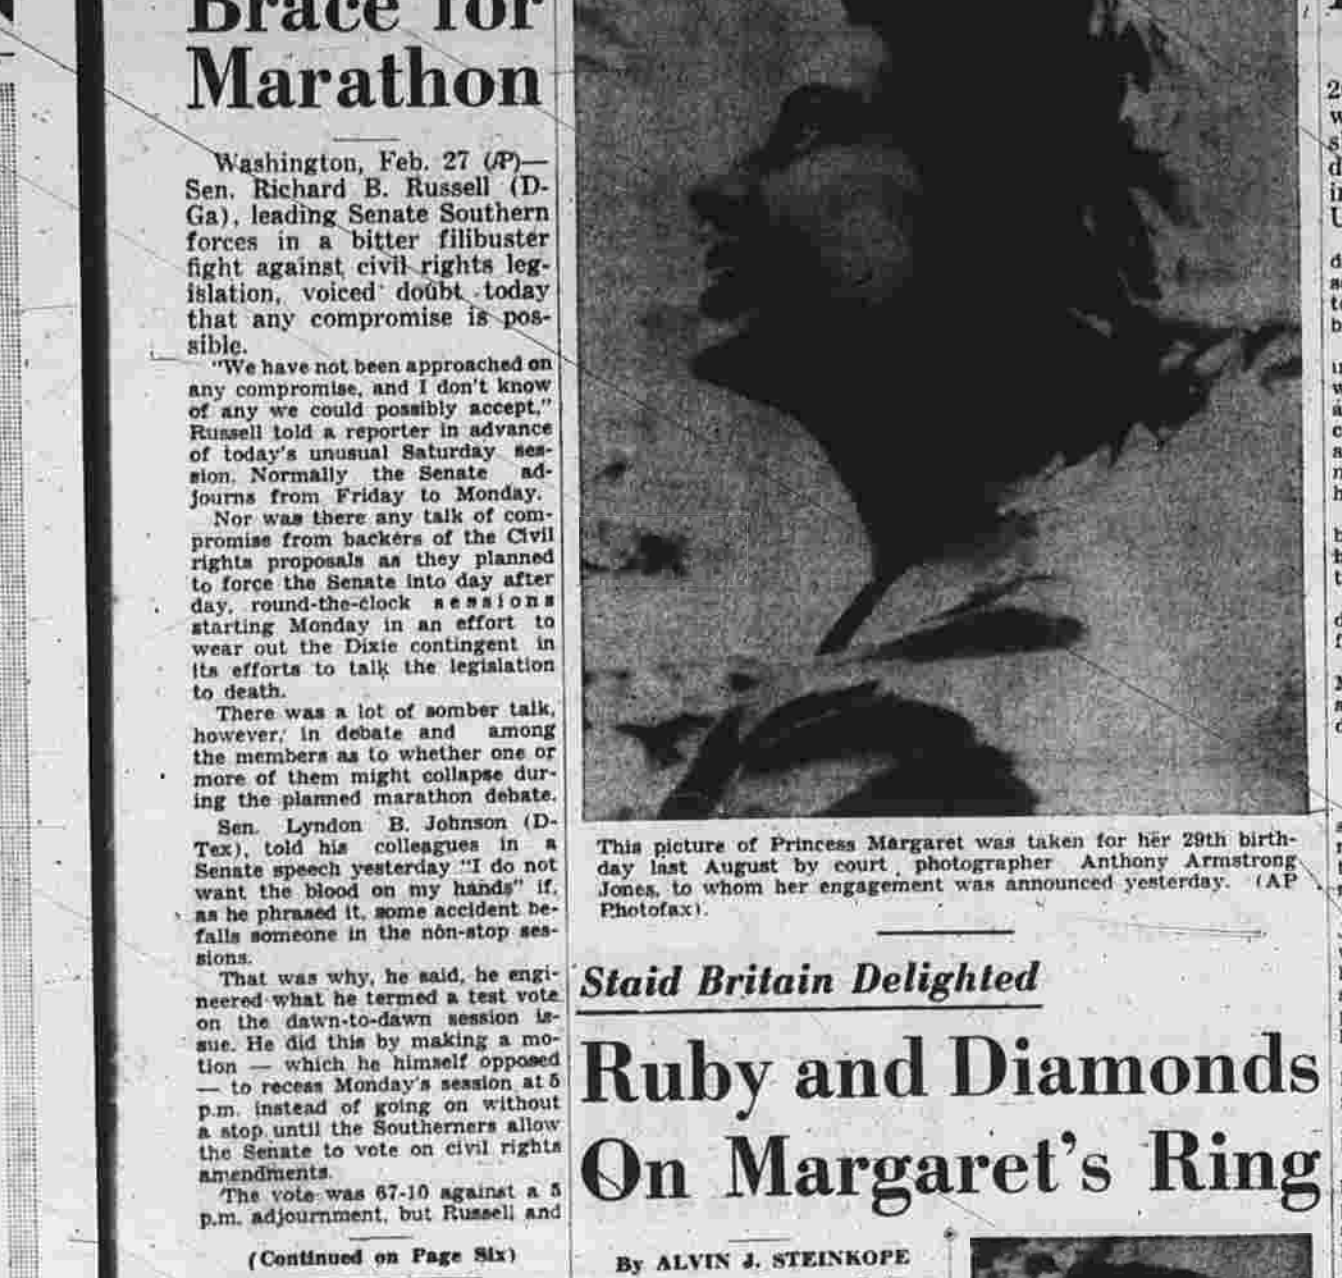 Brace for
Marathon
Washington, Feb. 27 (AP)—
Sen. Richard B. Russell (D-
Ga), leading Senate Southern
forces in a bitter filibuster
fight against civil rights leg-
islation, voiced doubt today
that any compromise is pos-
sible.
"We have not been approached on
any compromise, and I don't know
of any we could possibly accept,"
Russell told a reporter in advance
of today's unusual Saturday ses-
sion. Normally the Senate ad-
journs from Friday to Monday.
Nor was there any talk of com-
promise from backers of the Civil
rights proposals as they planned
to force the Senate into day after
day, round-the-clock sessions
starting Monday in an effort to
wear out the Dixie contingent in
its efforts to talk the legislation
to death.
There was a lot of somber talk,
however, in debate and among
the members as to whether one or
more of them might collapse dur-
ing the planned marathon debate.
Sen. Lyndon B. Johnson (D-
Tex), told his colleagues in a
Senate speech yesterday "I do not
want the blood on my hands" if,
as he phrased it, some accident be-
falls someone in the non-stop ses-
sions.
That was why, he said, he engi-
neered what he termed a test vote
on the dawn-to-dawn session is-
sue. He did this by making a mo-
tion — which he himself opposed
— to recess Monday's session at 5
p.m. instead of going on without
a stop until the Southerners allow
the Senate to vote on civil rights
amendments.
The vote was 67-10 against a 5
p.m. adjournment, but Russell and
(Continued on Page Six)
This picture of Princess Margaret was taken for her 29th birth-
day last August by court photographer Anthony Armstrong
Jones, to whom her engagement was announced yesterday. (AP
Photofax).
Staid Britain Delighted
Ruby and Diamonds
On Margaret's Ring
By ALVIN J. STEINKOPF